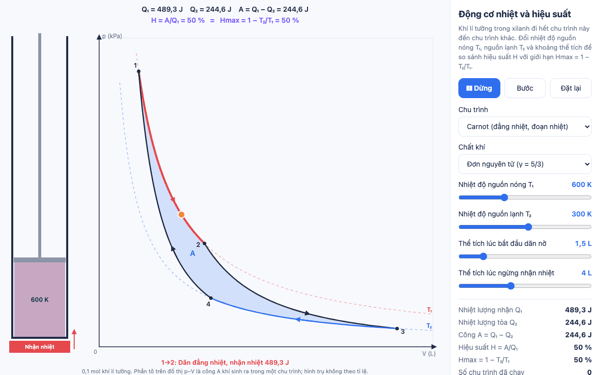 Q₁ = 489,3 J Q₂ = 244,6 J A = Q₁ − Q₂ = 244,6 J
H = A/Q₁ = 50 % = Hmax = 1 − T₂/T₁ = 50 %
p (kPa)
1
2
A
4
3
T₁
T₂
0
V (L)
600 K
Nhận nhiệt
1→2: Dãn đẳng nhiệt, nhận nhiệt 489,3 J
0,1 mol khí lí tưởng. Phần tô trên đồ thị p–V là công A khí sinh ra trong một chu trình; hình trụ không theo tỉ lệ.
Động cơ nhiệt và hiệu suất
Khí lí tưởng trong xilanh đi hết chu trình này
đến chu trình khác. Đổi nhiệt độ nguồn
nóng T₁, nguồn lạnh T₂ và khoảng thể tích để
so sánh hiệu suất H với giới hạn Hmax = 1 −
T₂/T₁.
Dừng
Bước
Đặt lại
Chu trình
Carnot (đẳng nhiệt, đoạn nhiệt)
Chất khí
Đơn nguyên tử (γ = 5/3)
Nhiệt độ nguồn nóng T₁ 600 K
Nhiệt độ nguồn lạnh T₂ 300 K
Thể tích lúc bắt đầu dãn nở 1,5 L
Thể tích lúc ngừng nhận nhiệt 4 L
Nhiệt lượng nhận Q₁ 489,3 J
Nhiệt lượng tỏa Q₂ 244,6 J
Công A = Q₁ − Q₂ 244,6 J
Hiệu suất H = A/Q₁ 50 %
Hmax = 1 − T₂/T₁ 50 %
Số chu trình đã chạy 0